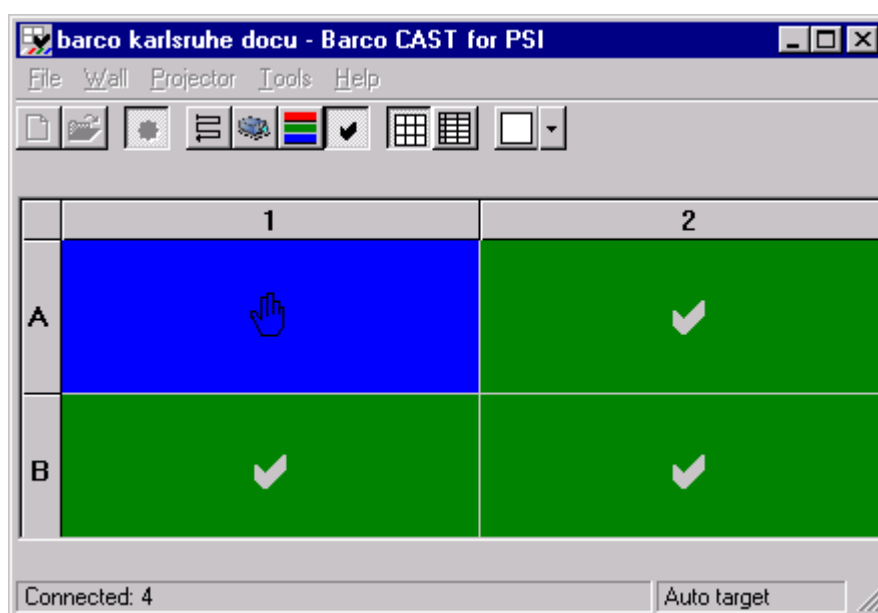 barco karlsruhe docu - Barco CAST for PSI
File Wall Projector Tools Help
1 2
A
B
Connected: 4 Auto target